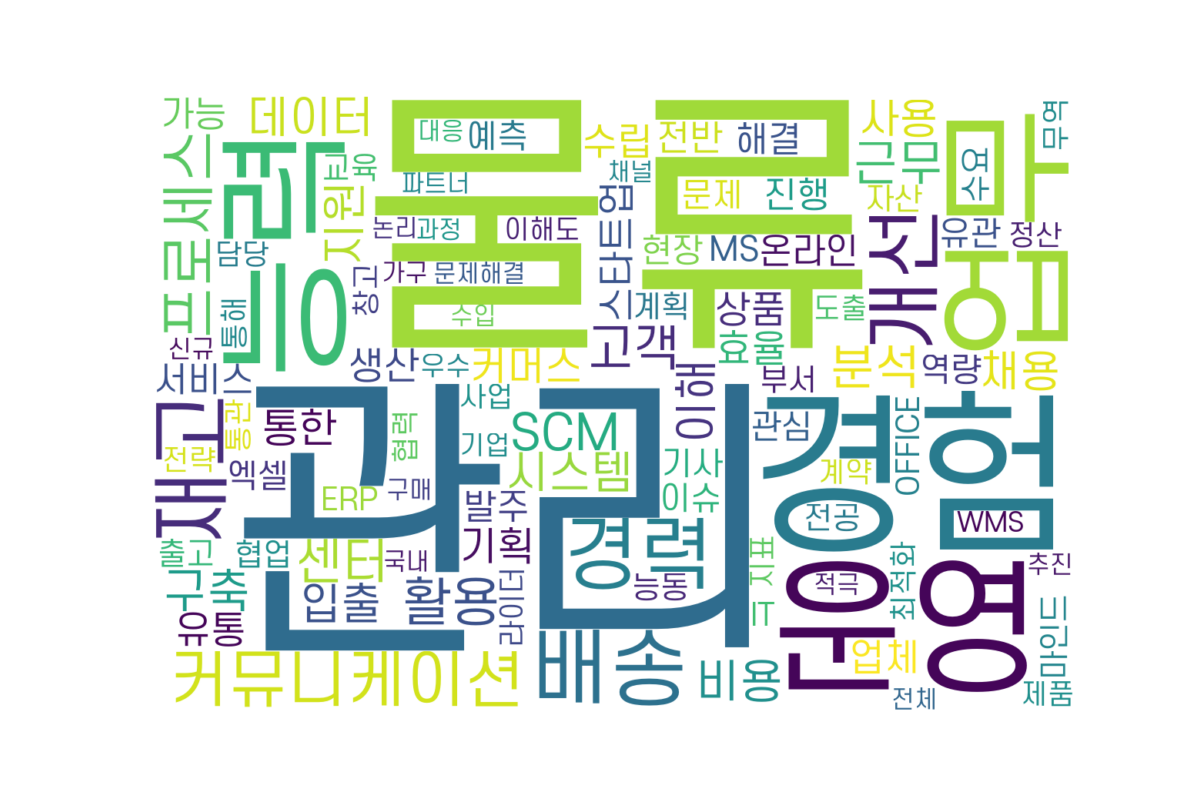 가능
데이터
물류
대응
예측
수립
전반
해결
사용
업무
무역
프로세스
능력
교육
지원
파트너
채널
문제
진행
근무
자산
수요
담당
논리
과정
이해도
스타트업
현장
MS
온라인
개선
유관
정산
통해
창고
가구
문제해결
계획
상품
도출
신규
수입
고객
효율
서비스
생산
우수
커머스
이해
부서
분석
역량
채용
재고
통한
통관
전략
엑셀
관리
협력
사업
기업
SCM
시스템
기사
이슈
관심
경험
OFFICE
계약
ERP
구매
발주
기획
경력
전공
WMS
출고
협업
센터
국내
구축
입출
활용
라이더
능동
IT
지표
운영
적극
최적화
추진
유통
마인드
커뮤니케이션
배송
비용
업체
전체
제품